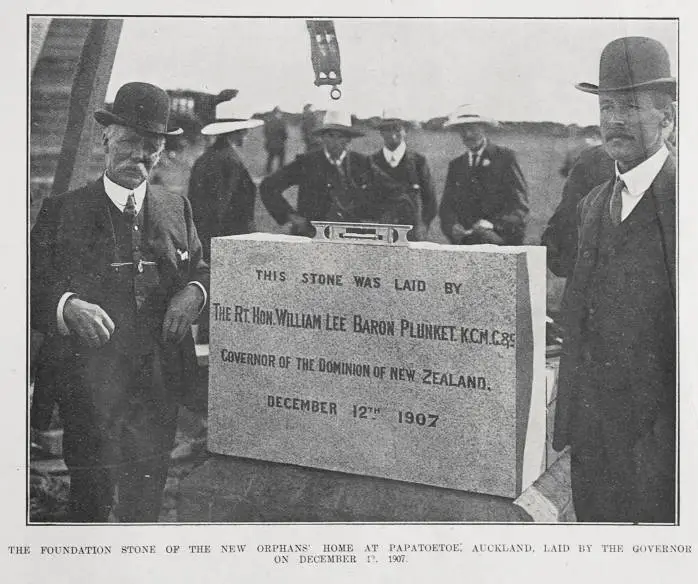 THIS STONE WAS LAID BY
THE RT. HON. WILLIAM LEE BARON PLUNKET. K.C.M.G. &c
GOVERNOR OF THE DOMINION OF NEW ZEALAND.
DECEMBER 12TH 1907
THE FOUNDATION STONE OF THE NEW ORPHANS' HOME AT PAPATOETOE, AUCKLAND, LAID BY THE GOVERNOR
ON DECEMBER 12, 1907.